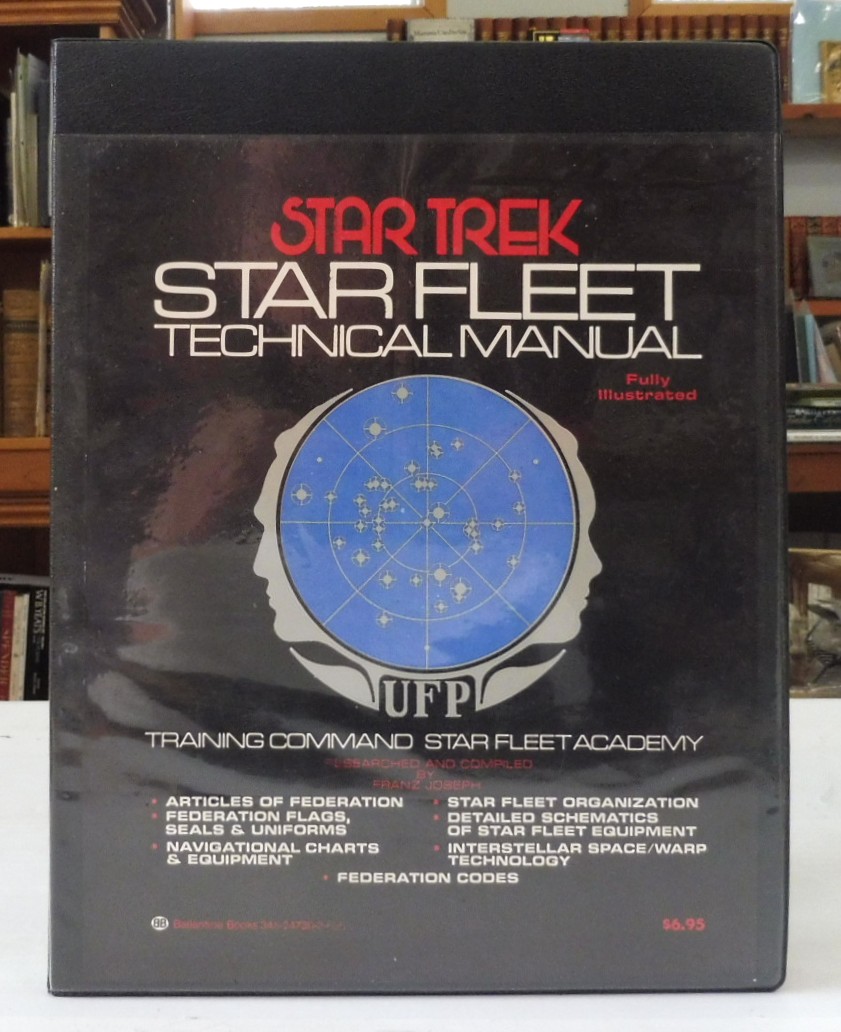 STAR TREK
STAR FLEET
TECHNICAL MANUAL
Fully
Illustrated
UFP
TRAINING COMMAND STAR FLEET ACADEMY
RESEARCHED AND COMPILED
BY
FRANZ JOSEPH
• ARTICLES OF FEDERATION
• FEDERATION FLAGS,
SEALS & UNIFORMS
• NAVIGATIONAL CHARTS
& EQUIPMENT
• STAR FLEET ORGANIZATION
• DETAILED SCHEMATICS
OF STAR FLEET EQUIPMENT
• INTERSTELLAR SPACE/WARP
TECHNOLOGY
• FEDERATION CODES
BB Ballantine Books
$6.95